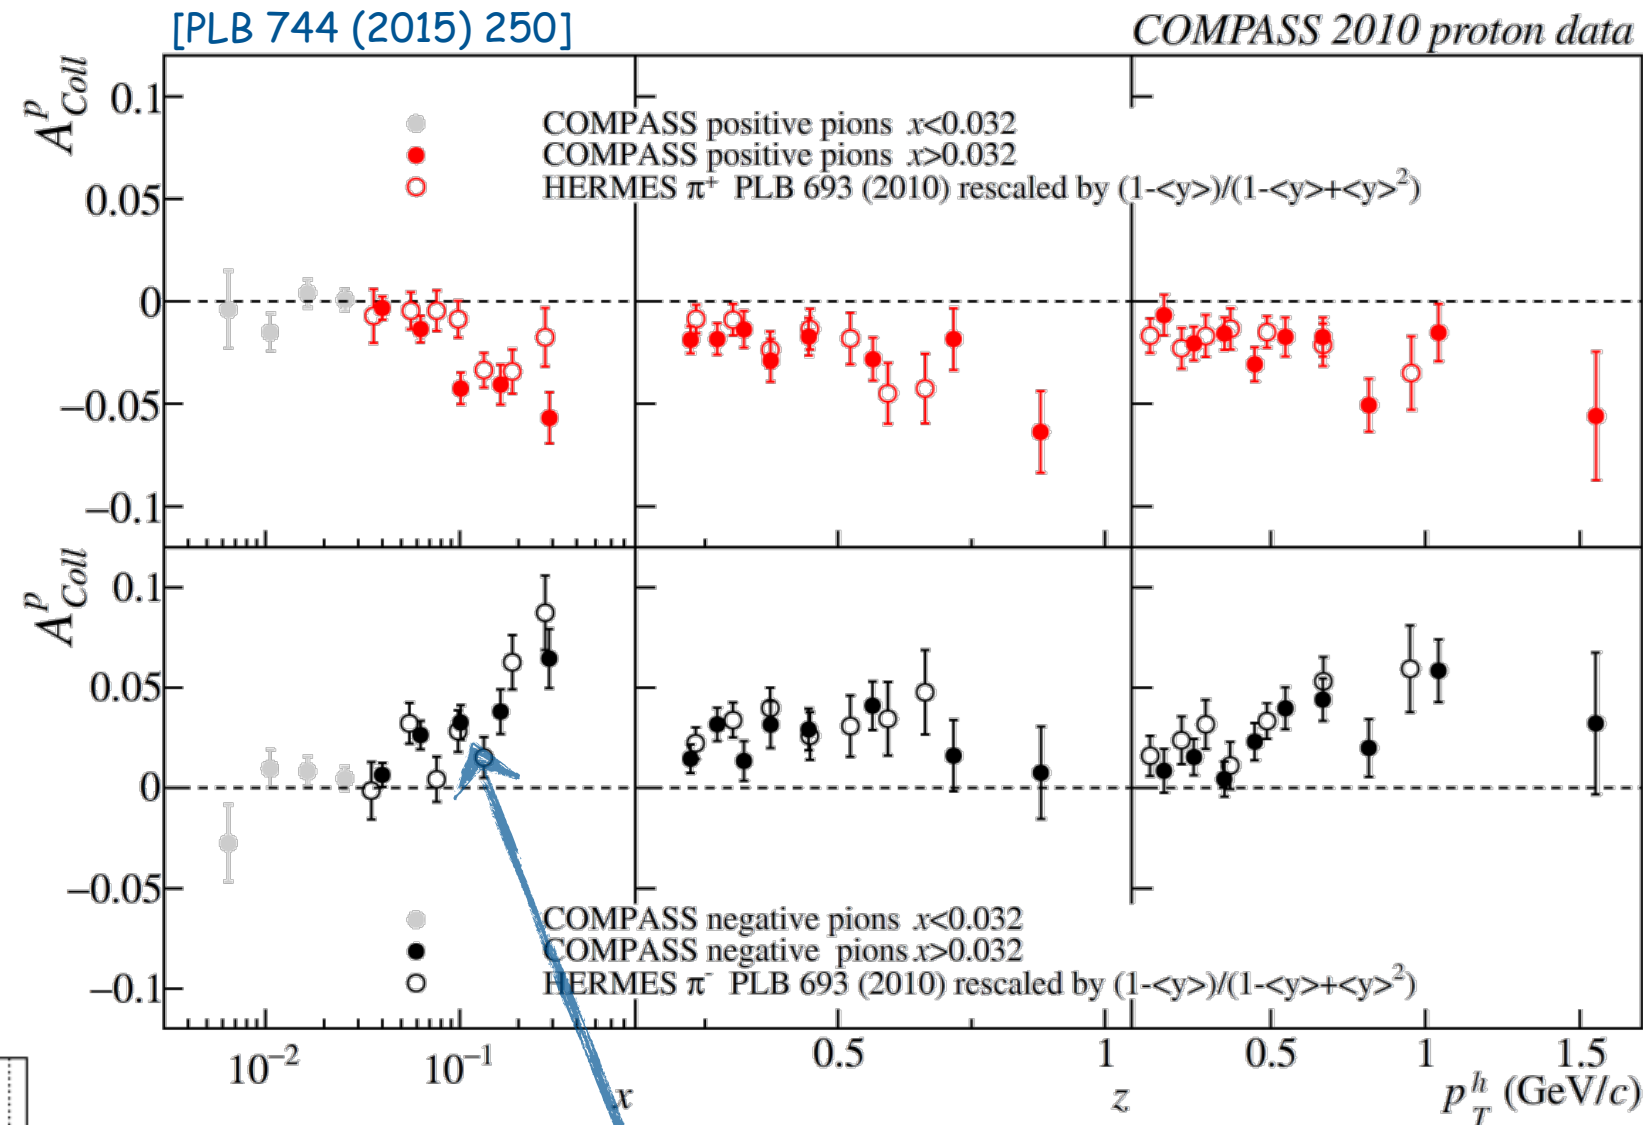 [PLB 744 (2015) 250]
COMPASS 2010 proton data
A^p_Coll
0.1
0.05
0
−0.05
−0.1
COMPASS positive pions x<0.032
COMPASS positive pions x>0.032
HERMES π⁺ PLB 693 (2010) rescaled by (1-<y>)/(1-<y>+<y>²)
A^p_Coll
0.1
0.05
0
−0.05
−0.1
COMPASS negative pions x<0.032
COMPASS negative pions x>0.032
HERMES π⁻ PLB 693 (2010) rescaled by (1-<y>)/(1-<y>+<y>²)
10⁻² 10⁻¹ 0.5 1 0.5 1 1.5
x z p_T^h (GeV/c)